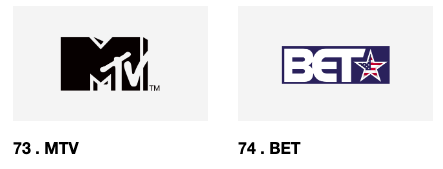 MTV TM
BET
73 . MTV
74 . BET